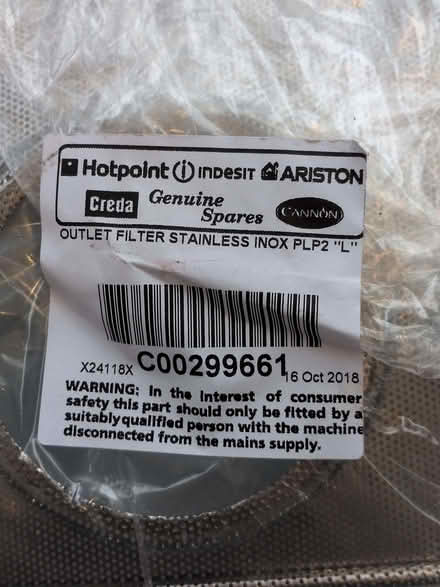 Hotpoint indesit ARISTON
Creda Genuine Spares CANNON
OUTLET FILTER STAINLESS INOX PLP2 "L"
X24118X C00299661 16 Oct 2018
WARNING: In the interest of consumer
safety this part should only be fitted by a
suitably qualified person with the machine
disconnected from the mains supply.